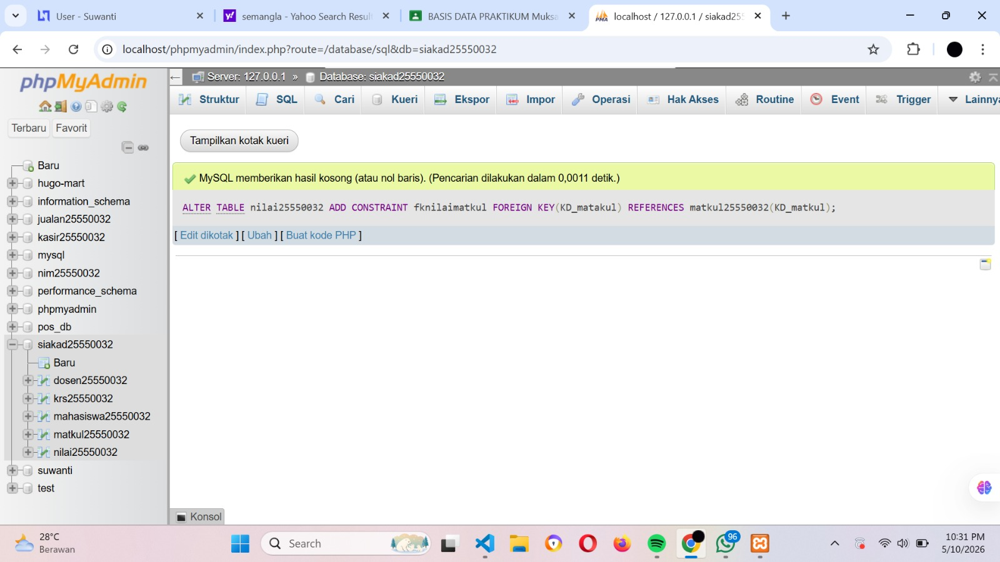 User - Suwanti
semangla - Yahoo Search Result
BASIS DATA PRAKTIKUM Muksa
localhost / 127.0.0.1 / siakad255
localhost/phpmyadmin/index.php?route=/database/sql&db=siakad25550032
phpMyAdmin
Server: 127.0.0.1 » Database: siakad25550032
Struktur SQL Cari Kueri Ekspor Impor Operasi Hak Akses Routine Event Trigger Lainnya
Terbaru Favorit
Tampilkan kotak kueri
Baru
hugo-mart
information_schema
jualan25550032
kasir25550032
mysql
nim25550032
performance_schema
phpmyadmin
pos_db
siakad25550032
Baru
dosen25550032
krs25550032
mahasiswa25550032
matkul25550032
nilai25550032
suwanti
test
MySQL memberikan hasil kosong (atau nol baris). (Pencarian dilakukan dalam 0,0011 detik.)
ALTER TABLE nilai25550032 ADD CONSTRAINT fknilaimatkul FOREIGN KEY(KD_matakul) REFERENCES matkul25550032(KD_matkul);
[ Edit dikotak ] [ Ubah ] [ Buat kode PHP ]
Konsol
28°C
Berawan
Search
96
10:31 PM
5/10/2026